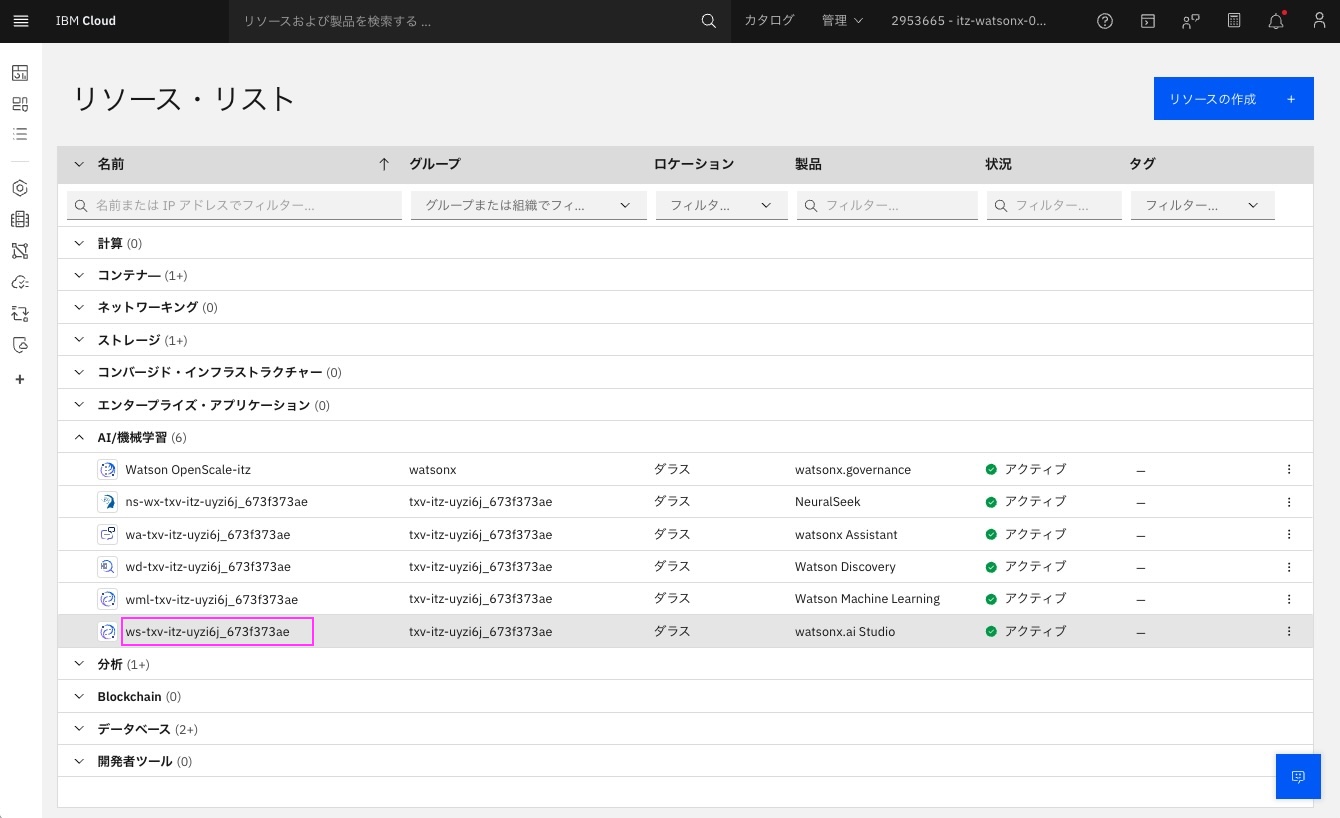 IBM Cloud
リソースおよび製品を検索する ...
カタログ
管理
2953665 - itz-watsonx-0...
リソース・リスト
リソースの作成 +
名前 グループ ロケーション 製品 状況 タグ
名前または IP アドレスでフィルター... グループまたは組織でフィ... フィルタ... フィルター... フィルター... フィルター...
計算 (0)
コンテナー (1+)
ネットワーキング (0)
ストレージ (1+)
コンバージド・インフラストラクチャー (0)
エンタープライズ・アプリケーション (0)
AI/機械学習 (6)
Watson OpenScale-itz watsonx ダラス watsonx.governance アクティブ –
ns-wx-txv-itz-uyzi6j_673f373ae txv-itz-uyzi6j_673f373ae ダラス NeuralSeek アクティブ –
wa-txv-itz-uyzi6j_673f373ae txv-itz-uyzi6j_673f373ae ダラス watsonx Assistant アクティブ –
wd-txv-itz-uyzi6j_673f373ae txv-itz-uyzi6j_673f373ae ダラス Watson Discovery アクティブ –
wml-txv-itz-uyzi6j_673f373ae txv-itz-uyzi6j_673f373ae ダラス Watson Machine Learning アクティブ –
ws-txv-itz-uyzi6j_673f373ae txv-itz-uyzi6j_673f373ae ダラス watsonx.ai Studio アクティブ –
分析 (1+)
Blockchain (0)
データベース (2+)
開発者ツール (0)